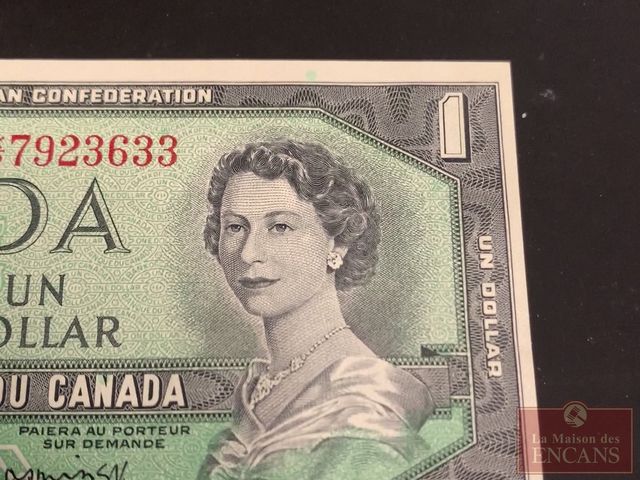 AN CONFEDERATION
1
7923633
DA
UN
OLLAR
UN DOLLAR
DU CANADA
PAIERA AU PORTEUR
SUR DEMANDE
La Maison des
ENCANS